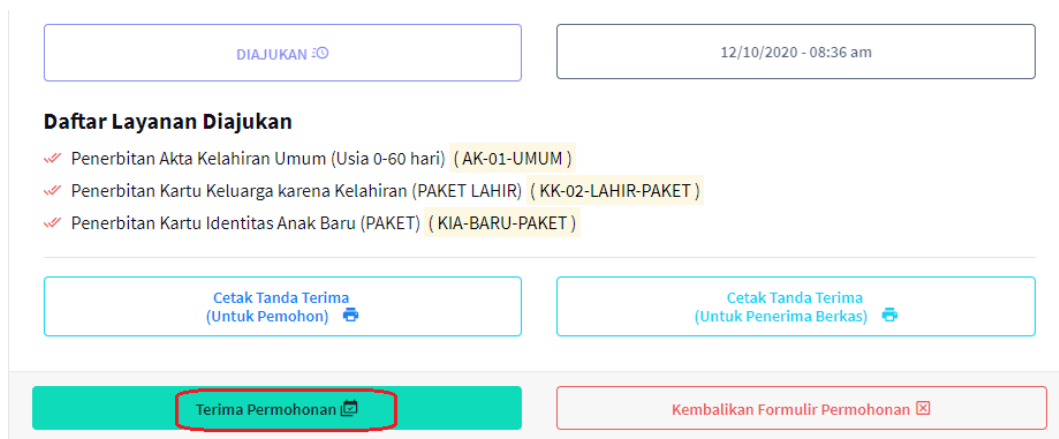 DIAJUKAN
12/10/2020 - 08:36 am
Daftar Layanan Diajukan
Penerbitan Akta Kelahiran Umum (Usia 0-60 hari) ( AK-01-UMUM )
Penerbitan Kartu Keluarga karena Kelahiran (PAKET LAHIR) ( KK-02-LAHIR-PAKET )
Penerbitan Kartu Identitas Anak Baru (PAKET) ( KIA-BARU-PAKET )
Cetak Tanda Terima
(Untuk Pemohon)
Cetak Tanda Terima
(Untuk Penerima Berkas)
Terima Permohonan
Kembalikan Formulir Permohonan